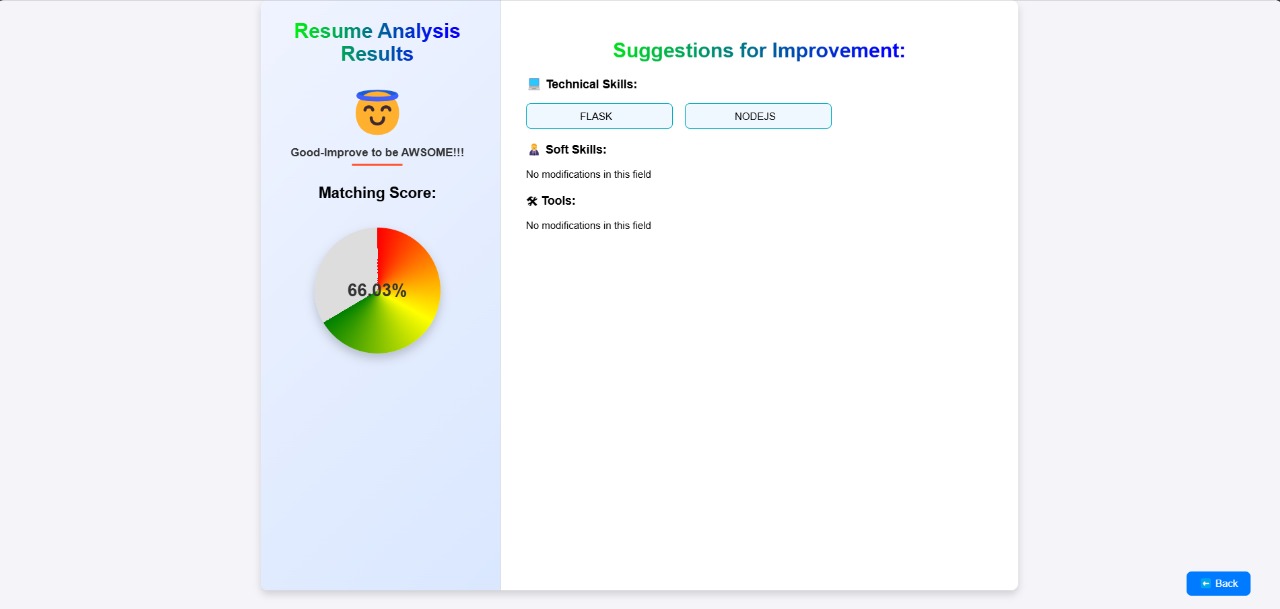 Resume Analysis
Results
Good-Improve to be AWSOME!!!
Matching Score:
66.03%
Suggestions for Improvement:
Technical Skills:
FLASK
NODEJS
Soft Skills:
No modifications in this field
Tools:
No modifications in this field
Back